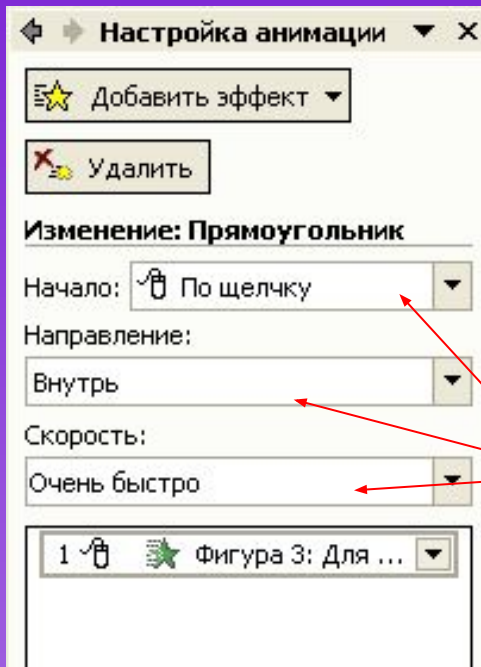 Настройка анимации
Добавить эффект
Удалить
Изменение: Прямоугольник
Начало: По щелчку
Направление:
Внутрь
Скорость:
Очень быстро
1 Фигура 3: Для ...